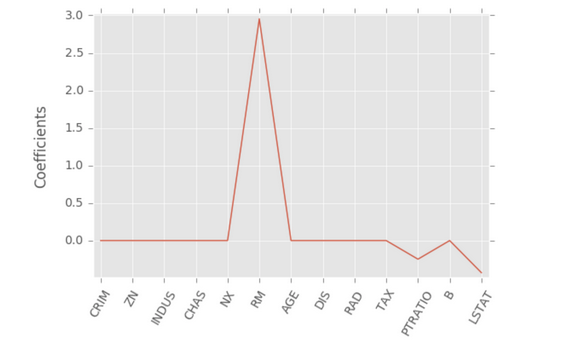 3.0
2.5
2.0
1.5
1.0
0.5
0.0
Coefficients
CRIM
ZN
INDUS
CHAS
NX
RM
AGE
DIS
RAD
TAX
PTRATIO
B
LSTAT